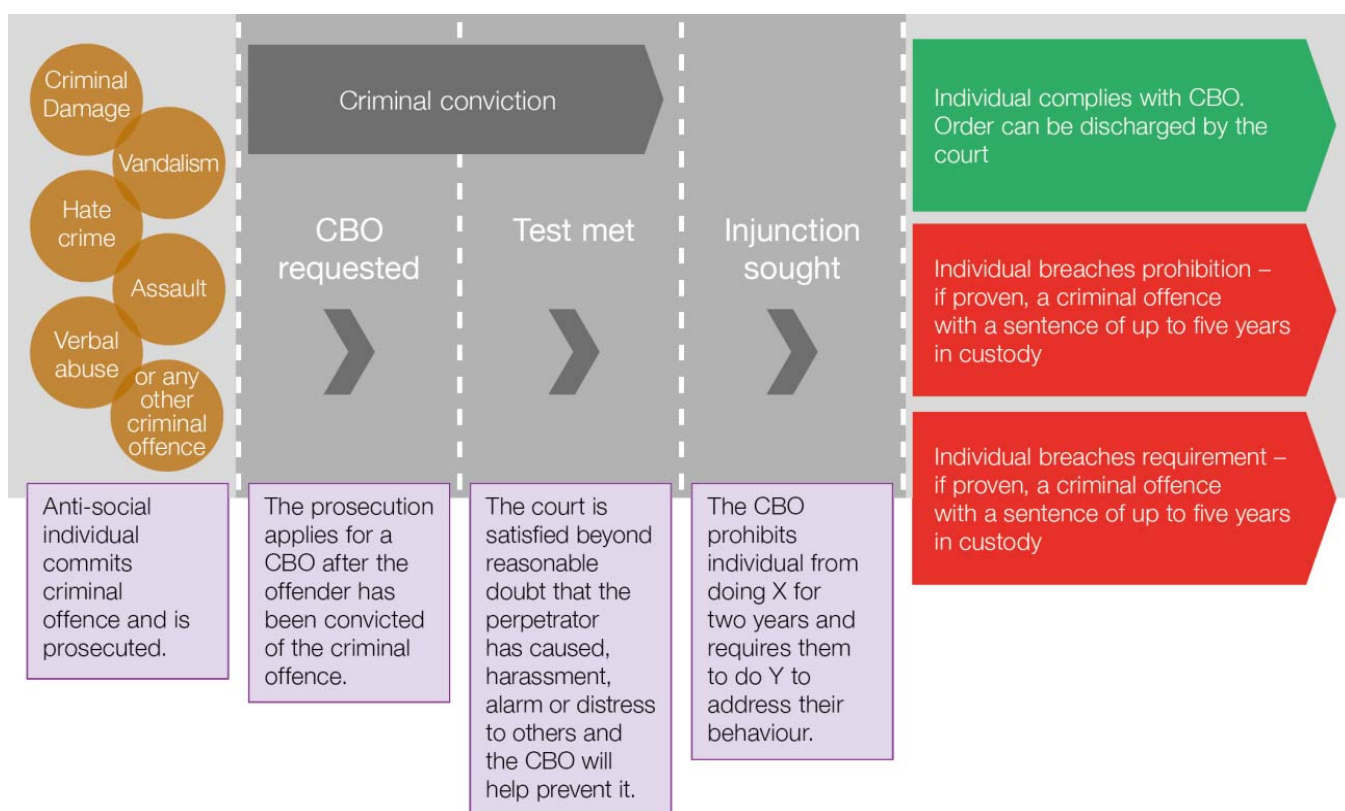 Criminal
Damage
Vandalism
Hate
crime
Assault
Verbal
abuse
or any
other
criminal
offence
Criminal conviction
CBO
requested
Test met
Injunction
sought
Individual complies with CBO.
Order can be discharged by the
court
Individual breaches prohibition –
if proven, a criminal offence
with a sentence of up to five years
in custody
Individual breaches requirement –
if proven, a criminal offence
with a sentence of up to five years
in custody
Anti-social
individual
commits
criminal
offence and is
prosecuted.
The prosecution
applies for a
CBO after the
offender has
been convicted
of the criminal
offence.
The court is
satisfied beyond
reasonable
doubt that the
perpetrator
has caused,
harassment,
alarm or distress
to others and
the CBO will
help prevent it.
The CBO
prohibits
individual from
doing X for
two years and
requires them
to do Y to
address their
behaviour.